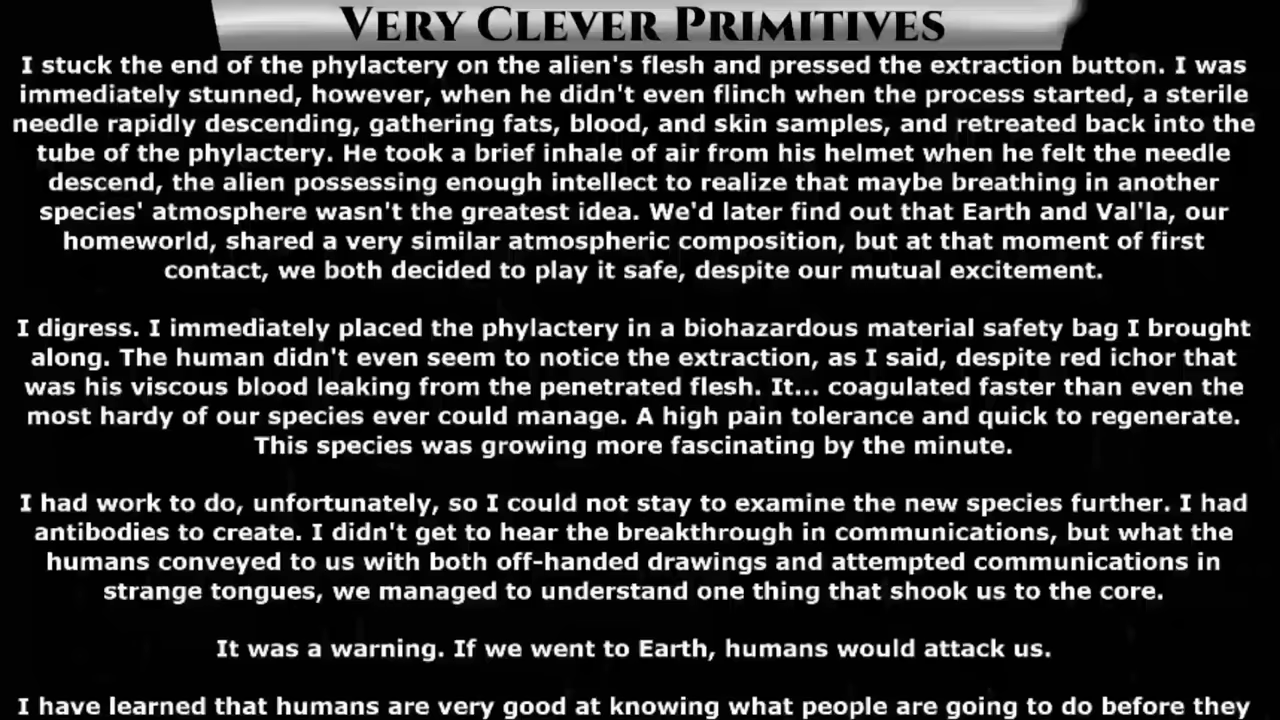 VERY CLEVER PRIMITIVES
I stuck the end of the phylactery on the alien's flesh and pressed the extraction button. I was
immediately stunned, however, when he didn't even flinch when the process started, a sterile
needle rapidly descending, gathering fats, blood, and skin samples, and retreated back into the
tube of the phylactery. He took a brief inhale of air from his helmet when he felt the needle
descend, the alien possessing enough intellect to realize that maybe breathing in another
species' atmosphere wasn't the greatest idea. We'd later find out that Earth and Val'la, our
homeworld, shared a very similar atmospheric composition, but at that moment of first
contact, we both decided to play it safe, despite our mutual excitement.
I digress. I immediately placed the phylactery in a biohazardous material safety bag I brought
along. The human didn't even seem to notice the extraction, as I said, despite red ichor that
was his viscous blood leaking from the penetrated flesh. It... coagulated faster than even the
most hardy of our species ever could manage. A high pain tolerance and quick to regenerate.
This species was growing more fascinating by the minute.
I had work to do, unfortunately, so I could not stay to examine the new species further. I had
antibodies to create. I didn't get to hear the breakthrough in communications, but what the
humans conveyed to us with both off-handed drawings and attempted communications in
strange tongues, we managed to understand one thing that shook us to the core.
It was a warning. If we went to Earth, humans would attack us.
I have learned that humans are very good at knowing what people are going to do before they